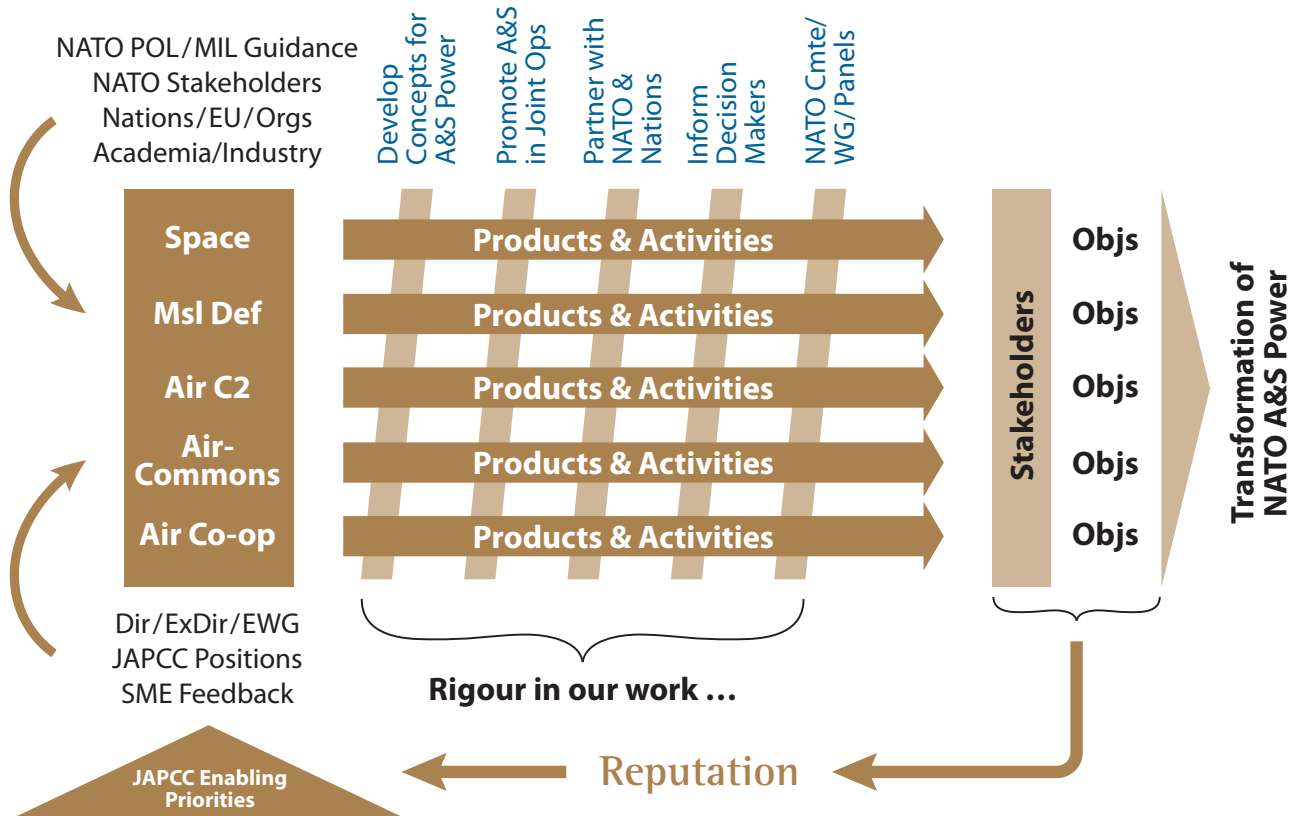 NATO POL/MIL Guidance
NATO Stakeholders
Nations/EU/Orgs
Academia/Industry
Develop
Concepts for
A&S Power
Promote A&S
in Joint Ops
Partner with
NATO &
Nations
Inform
Decision
Makers
NATO Cmte/
WG/Panels
Space
Msl Def
Air C2
Air-
Commons
Air Co-op
Products & Activities
Products & Activities
Products & Activities
Products & Activities
Products & Activities
Stakeholders
Objs
Objs
Objs
Objs
Objs
Transformation of
NATO A&S Power
Dir/ExDir/EWG
JAPCC Positions
SME Feedback
Rigour in our work …
Reputation
JAPCC Enabling
Priorities